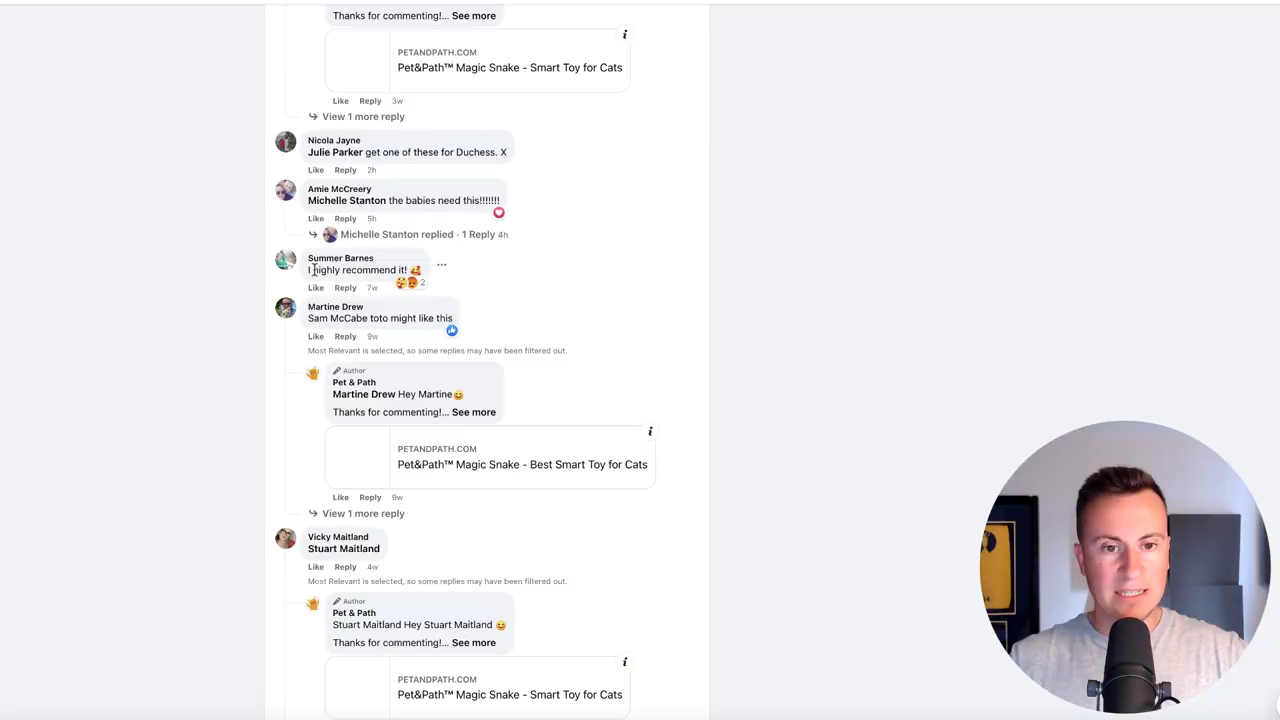 Thanks for commenting!... See more
PETANDPATH.COM
Pet&Path™ Magic Snake - Smart Toy for Cats
Like Reply 3w
View 1 more reply
Nicola Jayne
Julie Parker get one of these for Duchess. X
Like Reply 2h
Amie McCreery
Michelle Stanton the babies need this!!!!!!!
Like Reply 5h
Michelle Stanton replied · 1 Reply 4h
Summer Barnes
I highly recommend it! 🥰
2
Like Reply 7w
Martine Drew
Sam McCabe toto might like this
Like Reply 9w
Most Relevant is selected, so some replies may have been filtered out.
Author
Pet & Path
Martine Drew Hey Martine😊
Thanks for commenting!... See more
PETANDPATH.COM
Pet&Path™ Magic Snake - Best Smart Toy for Cats
Like Reply 9w
View 1 more reply
Vicky Maitland
Stuart Maitland
Like Reply 4w
Most Relevant is selected, so some replies may have been filtered out.
Author
Pet & Path
Stuart Maitland Hey Stuart Maitland 😊
Thanks for commenting!... See more
PETANDPATH.COM
Pet&Path™ Magic Snake - Smart Toy for Cats